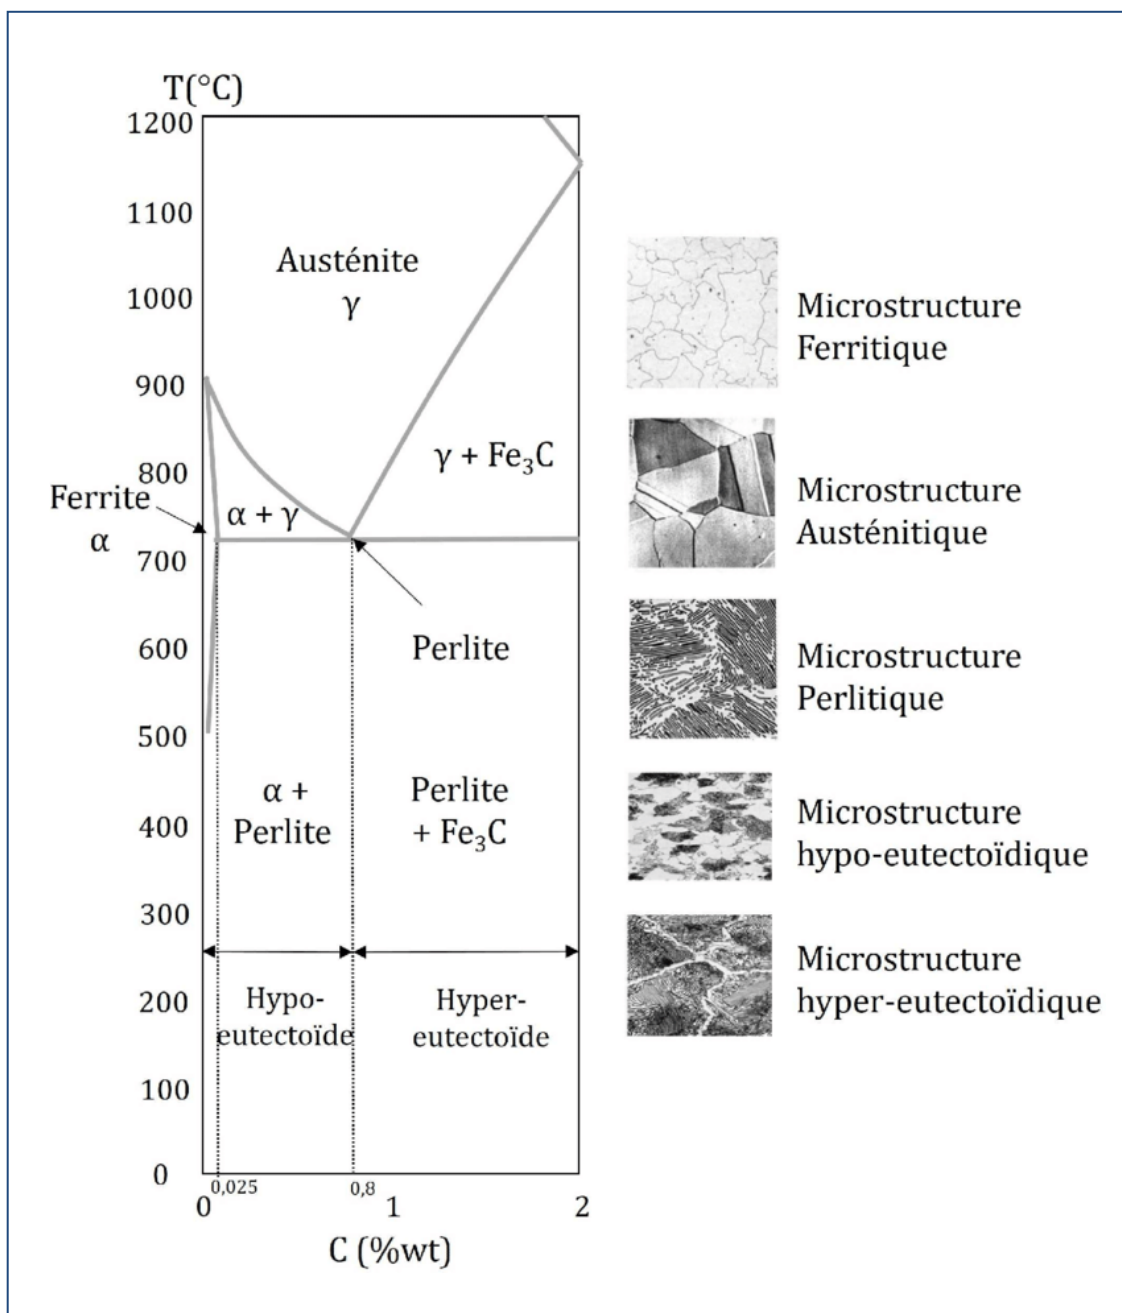 T(°C)
1200
1100
Austénite
γ
1000
900
γ + Fe₃C
800
Ferrite
α
α + γ
700
Perlite
600
500
α +
Perlite
Perlite
+ Fe₃C
400
300
Hypo-
eutectoïde
Hyper-
eutectoïde
200
100
0
0,025
0,8
0
1
2
C (%wt)
Microstructure
Ferritique
Microstructure
Austénitique
Microstructure
Perlitique
Microstructure
hypo-eutectoïdique
Microstructure
hyper-eutectoïdique